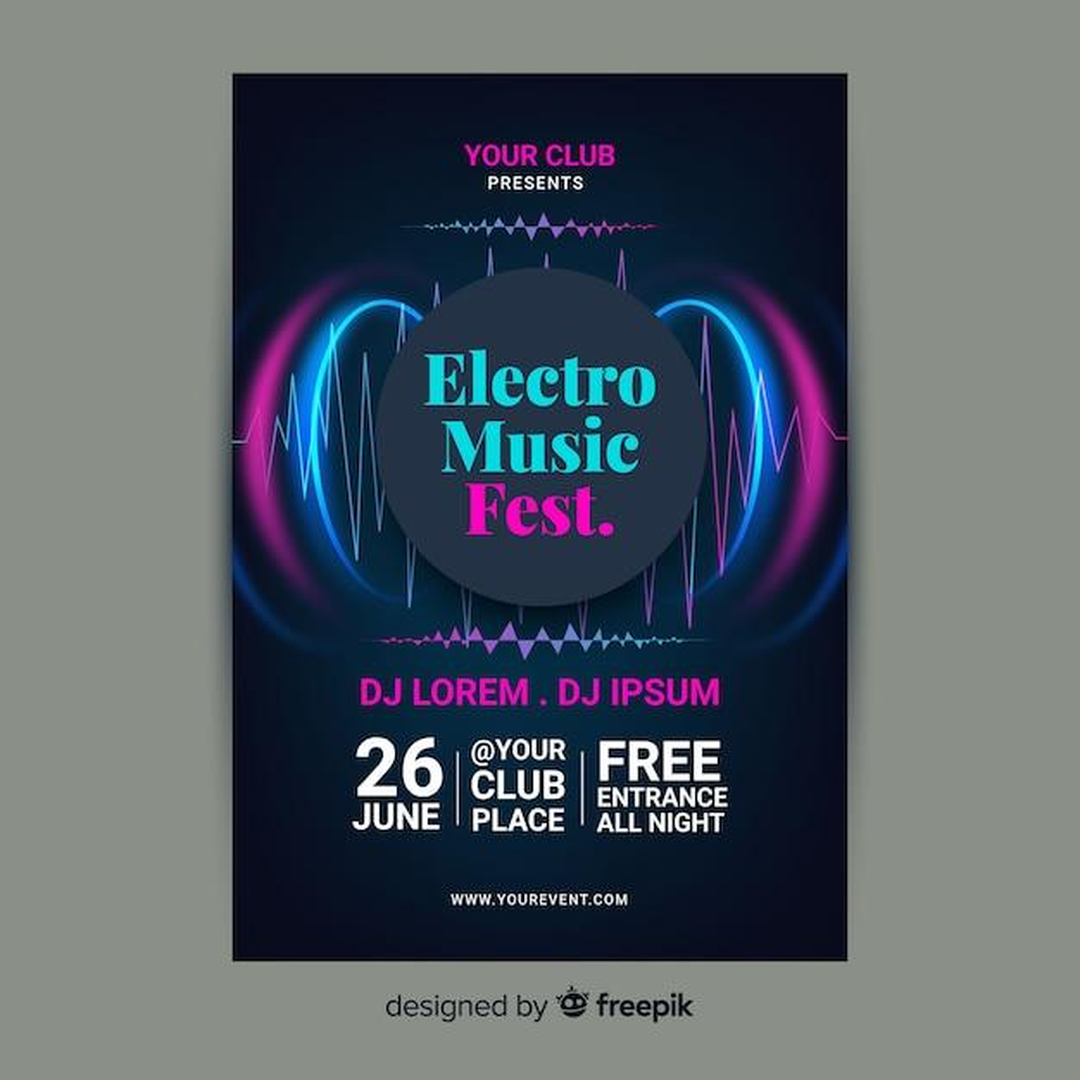 YOUR CLUB
PRESENTS
Electro
Music
Fest.
DJ LOREM . DJ IPSUM
26
JUNE
@YOUR
CLUB
PLACE
FREE
ENTRANCE
ALL NIGHT
WWW.YOUREVENT.COM
designed by freepik